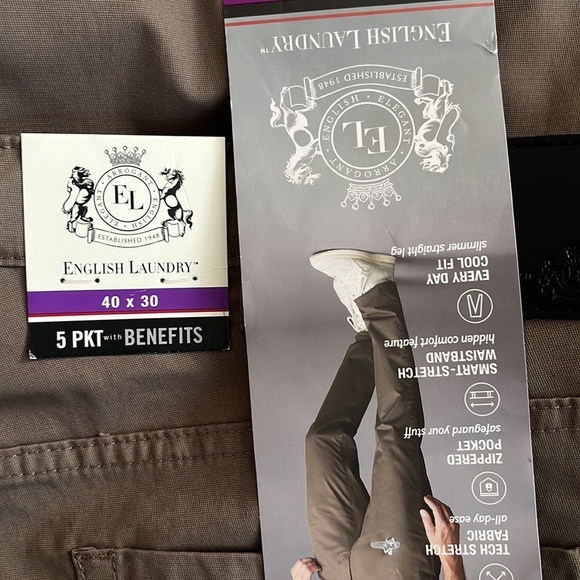 ELEGANT · ARROGANT · ENGLISH
EL
ESTABLISHED 1948
ENGLISH LAUNDRY™
40 x 30
5 PKT with BENEFITS
ENGLISH LAUNDRY™
ESTABLISHED 1948
ENGLISH · ELEGANT · ARROGANT
EL
EVERY DAY
COOL FIT
slimmer straight leg
SMART-STRETCH
WAISTBAND
hidden comfort feature
ZIPPERED
POCKET
safeguard your stuff
TECH STRETCH
FABRIC
all-day ease